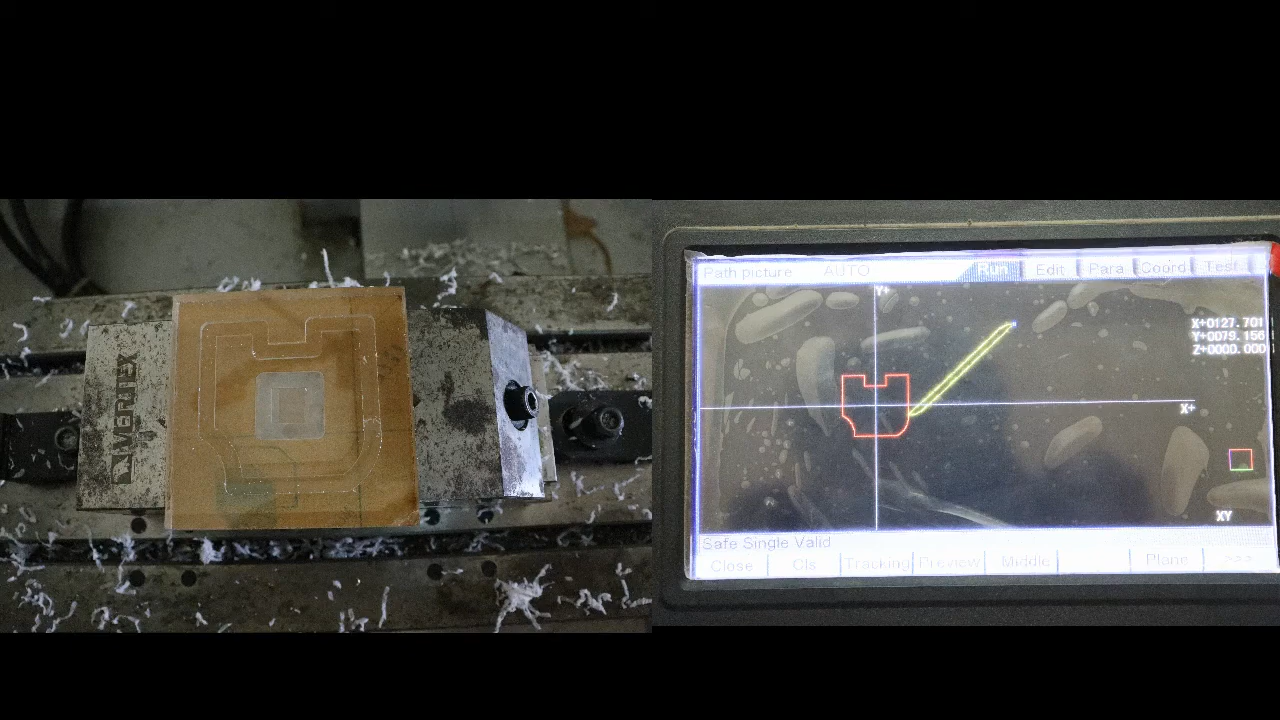 VERTEX
Path picture AUTO Run Edit Para Coord Test
Y+
X+0127.701
Y+0079.156
Z+0000.000
X+
XY
Safe Single Valid
Close Cls Tracking Preview Middle Plane >>>